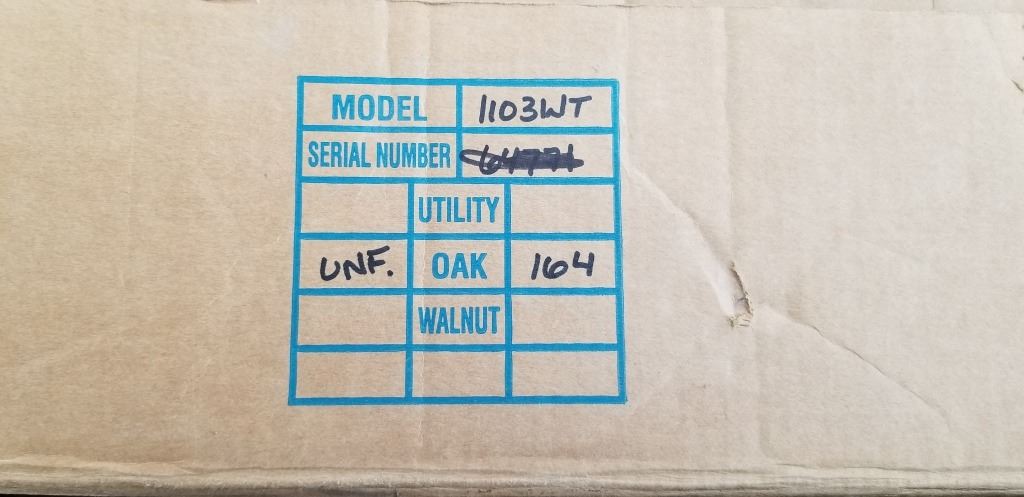 MODEL 1103WT
SERIAL NUMBER
UTILITY
UNF. OAK 164
WALNUT